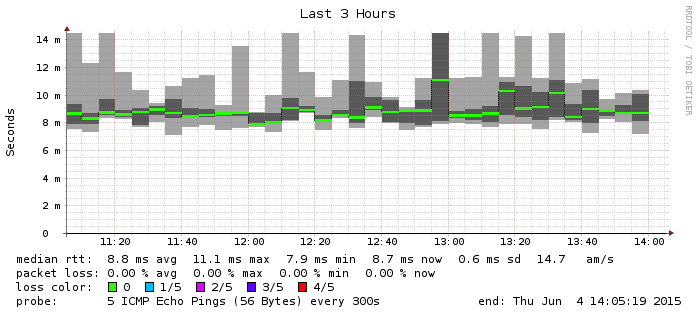 Last 3 Hours
RRDTOOL / TOBI OETIKER
Seconds
14 m
12 m
10 m
8 m
6 m
4 m
2 m
0
11:20 11:40 12:00 12:20 12:40 13:00 13:20 13:40 14:00
median rtt: 8.8 ms avg 11.1 ms max 7.9 ms min 8.7 ms now 0.6 ms sd 14.7 am/s
packet loss: 0.00 % avg 0.00 % max 0.00 % min 0.00 % now
loss color: 0 1/5 2/5 3/5 4/5
probe: 5 ICMP Echo Pings (56 Bytes) every 300s end: Thu Jun 4 14:05:19 2015